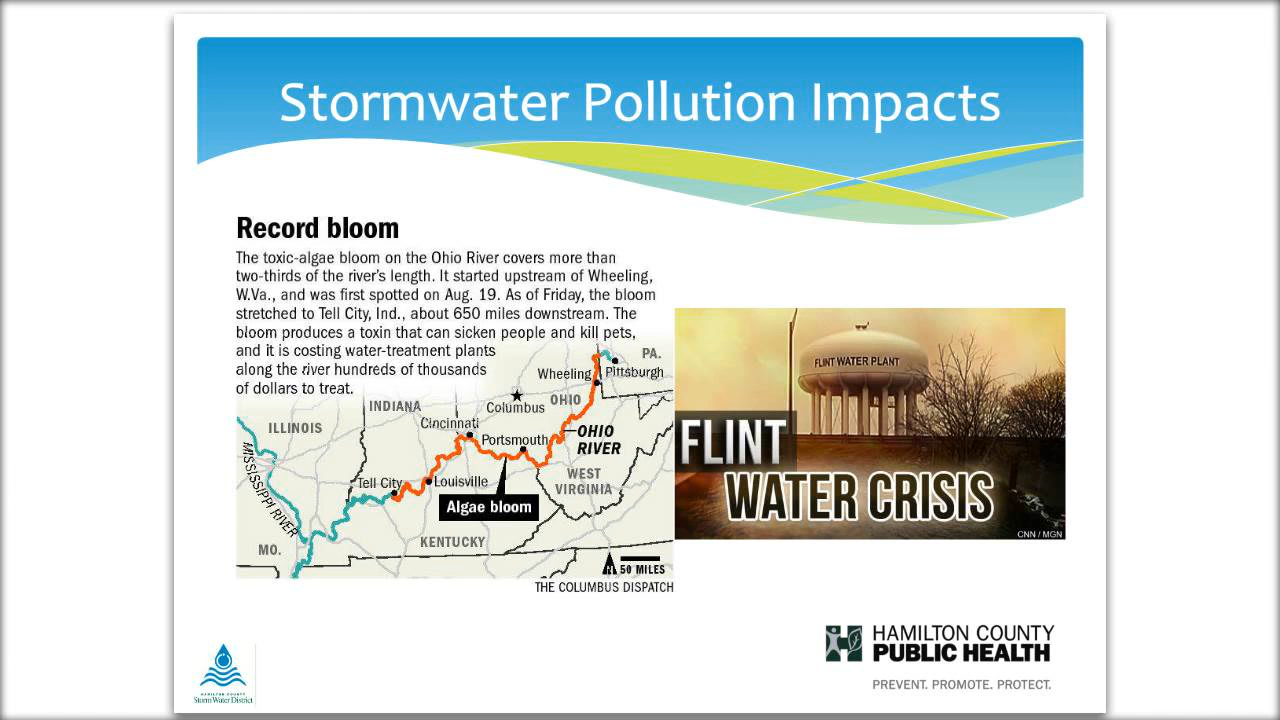 Stormwater Pollution Impacts
Record bloom
The toxic-algae bloom on the Ohio River covers more than
two-thirds of the river's length. It started upstream of Wheeling,
W.Va., and was first spotted on Aug. 19. As of Friday, the bloom
stretched to Tell City, Ind., about 650 miles downstream. The
bloom produces a toxin that can sicken people and kill pets,
and it is costing water-treatment plants
along the river hundreds of thousands
of dollars to treat.
PA.
Wheeling
Pittsburgh
INDIANA
Columbus
OHIO
ILLINOIS
Cincinnati
Portsmouth
OHIO
RIVER
MISSISSIPPI RIVER
Tell City
Louisville
WEST
VIRGINIA
Algae bloom
MO.
KENTUCKY
N
50 MILES
THE COLUMBUS DISPATCH
FLINT WATER PLANT
FLINT
WATER CRISIS
CNN / MGN
HAMILTON COUNTY
PUBLIC HEALTH
PREVENT. PROMOTE. PROTECT.
HAMILTON COUNTY
Storm Water District